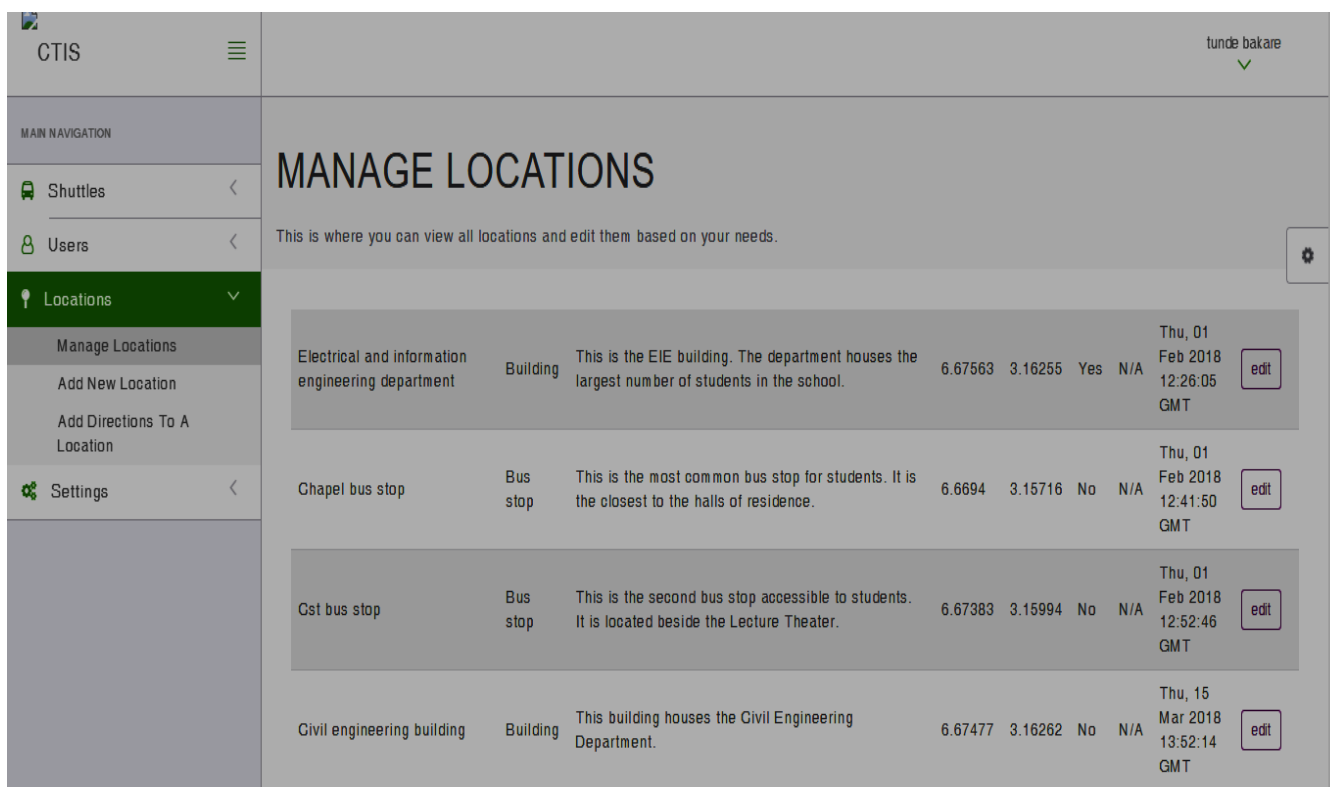 CTIS
tunde bakare
MAIN NAVIGATION
Shuttles
Users
Locations
Manage Locations
Add New Location
Add Directions To A
Location
Settings
MANAGE LOCATIONS
This is where you can view all locations and edit them based on your needs.
Electrical and information
engineering department
Building
This is the EIE building. The department houses the
largest number of students in the school.
6.67563 3.16255 Yes N/A
Thu, 01
Feb 2018
12:26:05
GMT
edit
Chapel bus stop
Bus
stop
This is the most common bus stop for students. It is
the closest to the halls of residence.
6.6694 3.15716 No N/A
Thu, 01
Feb 2018
12:41:50
GMT
edit
Cst bus stop
Bus
stop
This is the second bus stop accessible to students.
It is located beside the Lecture Theater.
6.67383 3.15994 No N/A
Thu, 01
Feb 2018
12:52:46
GMT
edit
Civil engineering building
Building
This building houses the Civil Engineering
Department.
6.67477 3.16262 No N/A
Thu, 15
Mar 2018
13:52:14
GMT
edit